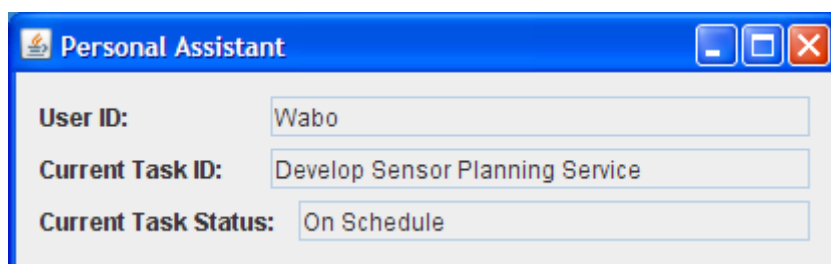 Personal Assistant
User ID: Wabo
Current Task ID: Develop Sensor Planning Service
Current Task Status: On Schedule